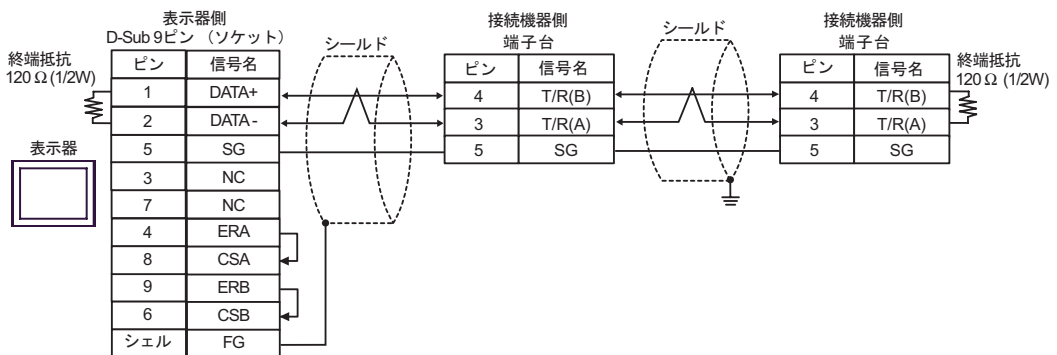 表示器側
D-Sub 9ピン （ソケット）
終端抵抗
120 Ω (1/2W)
ピン 信号名
1 DATA+
2 DATA-
5 SG
3 NC
7 NC
4 ERA
8 CSA
9 ERB
6 CSB
シェル FG
表示器
シールド
接続機器側
端子台
ピン 信号名
4 T/R(B)
3 T/R(A)
5 SG
シールド
接続機器側
端子台
ピン 信号名
4 T/R(B)
3 T/R(A)
5 SG
終端抵抗
120 Ω (1/2W)